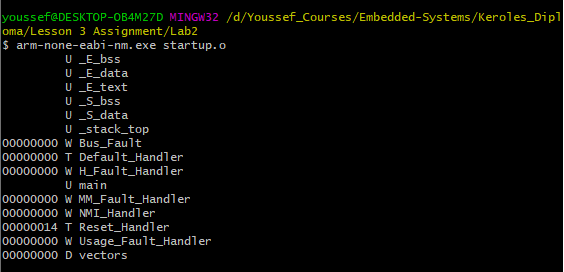 youssef@DESKTOP-OB4M27D MINGW32 /d/Youssef_Courses/Embedded-Systems/Keroles_Dipl
oma/Lesson 3 Assignment/Lab2
$ arm-none-eabi-nm.exe startup.o
         U _E_bss
         U _E_data
         U _E_text
         U _S_bss
         U _S_data
         U _stack_top
00000000 W Bus_Fault
00000000 T Default_Handler
00000000 W H_Fault_Handler
         U main
00000000 W MM_Fault_Handler
00000000 W NMI_Handler
00000014 T Reset_Handler
00000000 W Usage_Fault_Handler
00000000 D vectors